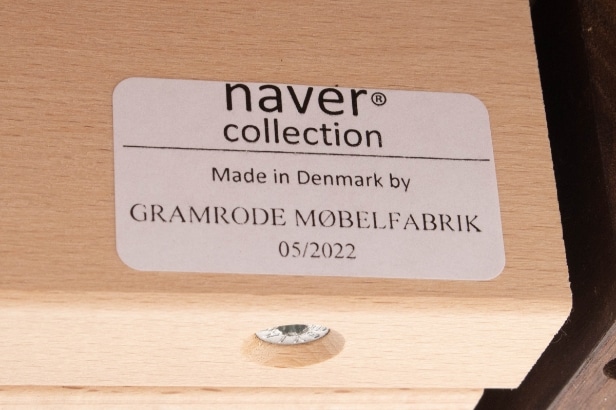 naver®
collection
Made in Denmark by
GRAMRODE MØBELFABRIK
05/2022